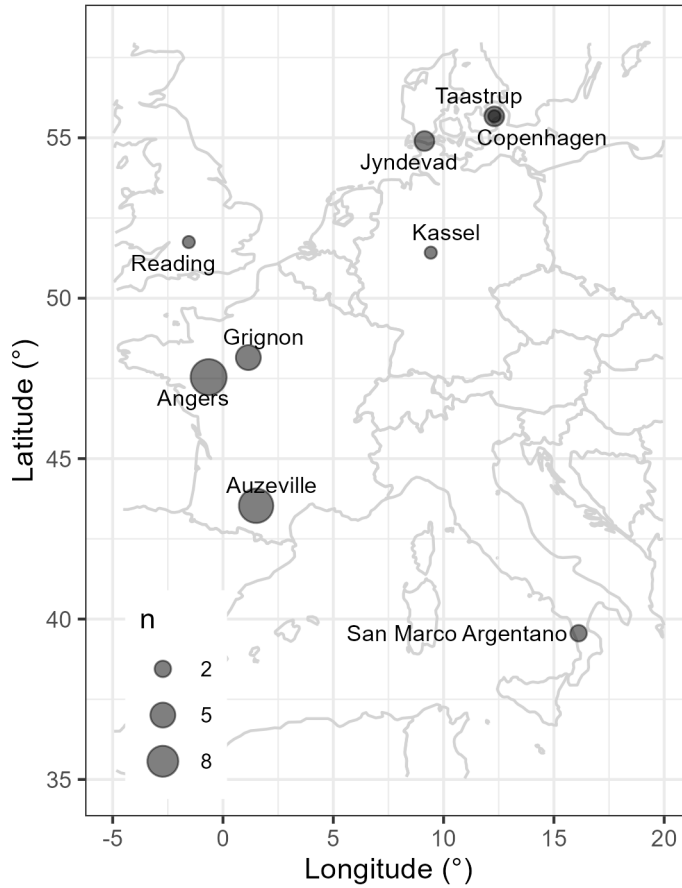 Taastrup
Copenhagen
Jyndevad
Kassel
Reading
Grignon
Angers
Auzeville
San Marco Argentano
n
2
5
8
55
50
45
40
35
Latitude (°)
-5 0 5 10 15 20
Longitude (°)